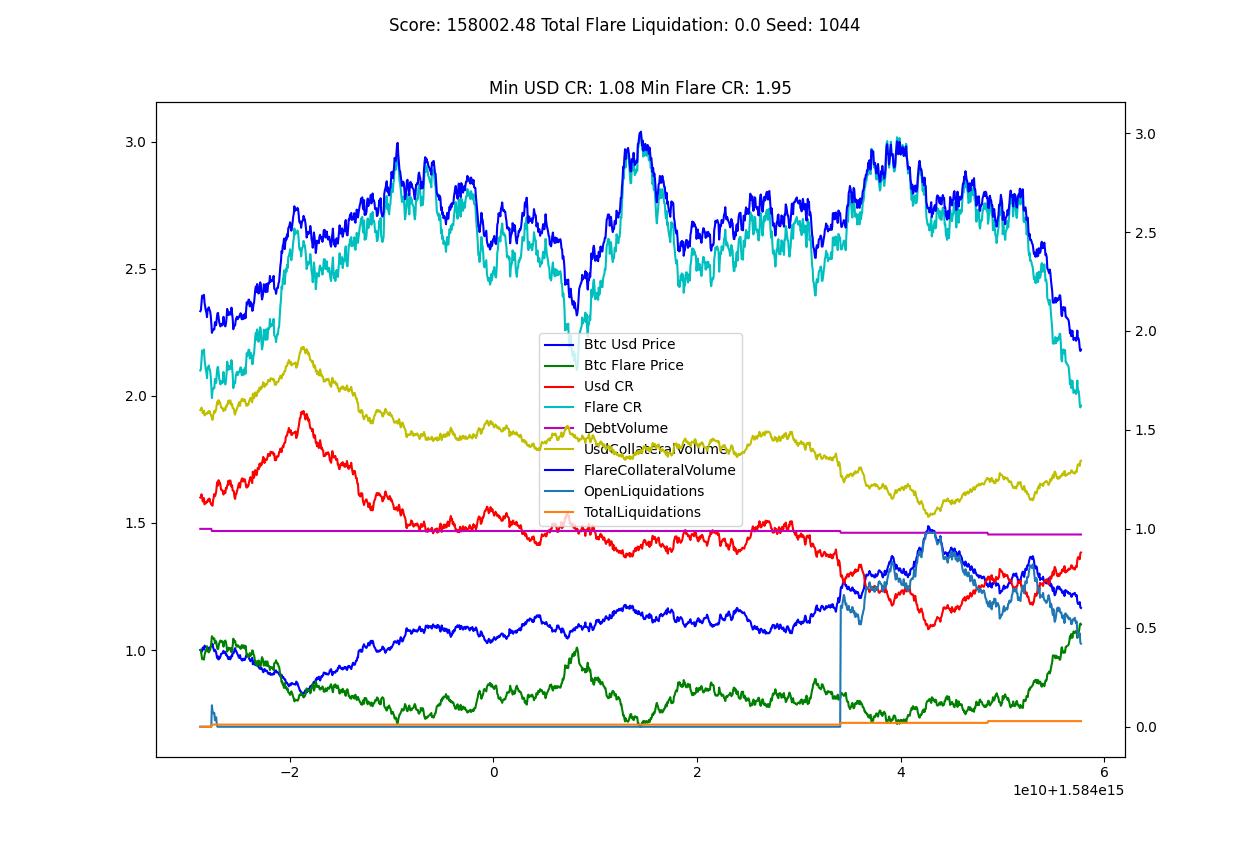 Score: 158002.48 Total Flare Liquidation: 0.0 Seed: 1044
Min USD CR: 1.08 Min Flare CR: 1.95
3.0
2.5
2.0
1.5
1.0
3.0
2.5
2.0
1.5
1.0
0.5
0.0
Btc Usd Price
Btc Flare Price
Usd CR
Flare CR
DebtVolume
UsdCollateralVolume
FlareCollateralVolume
OpenLiquidations
TotalLiquidations
−2 0 2 4 6
1e10+1.584e15